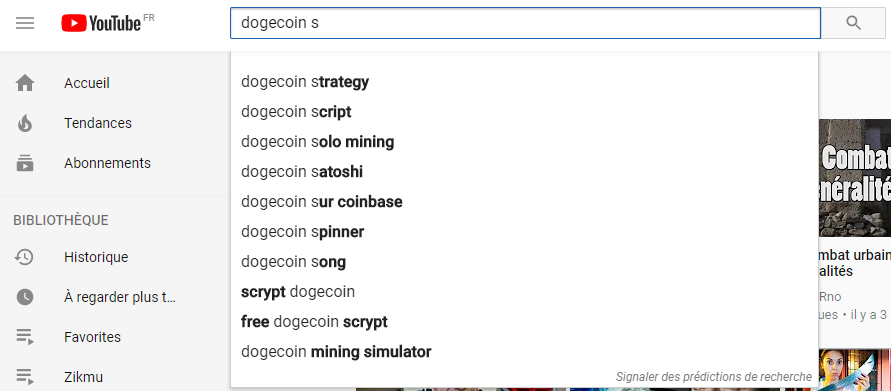 YouTube FR
dogecoin s
Accueil
Tendances
Abonnements
BIBLIOTHÈQUE
Historique
À regarder plus t...
Favorites
Zikmu
dogecoin strategy
dogecoin script
dogecoin solo mining
dogecoin satoshi
dogecoin sur coinbase
dogecoin spinner
dogecoin song
scrypt dogecoin
free dogecoin scrypt
dogecoin mining simulator
Signaler des prédictions de recherche
Combat
néralité
mbat urbain
alités
Rno
ues • il y a 3